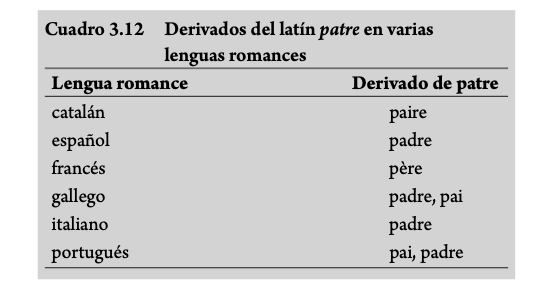 Cuadro 3.12 Derivados del latín patre en varias
lenguas romances
Lengua romance Derivado de patre
catalán paire
español padre
francés père
gallego padre, pai
italiano padre
portugués pai, padre